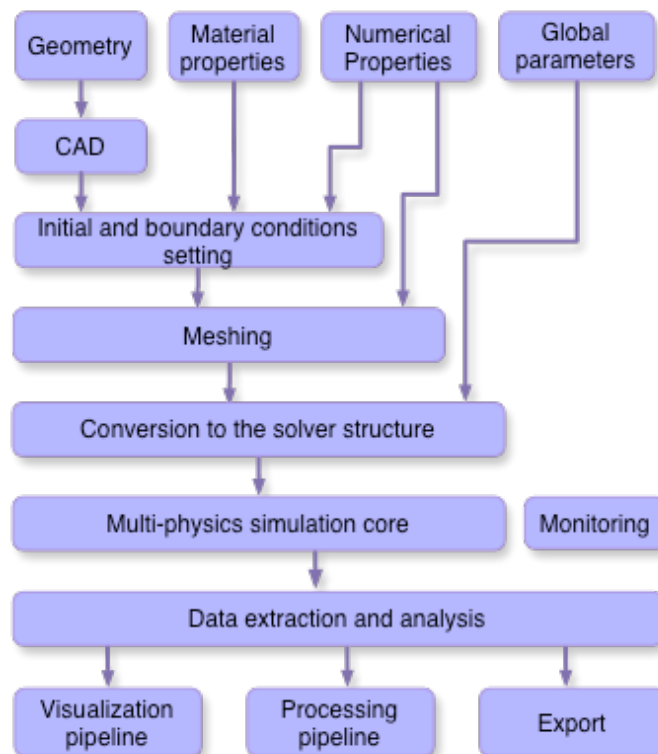 Geometry
Material
properties
Numerical
Properties
Global
parameters
CAD
Initial and boundary conditions
setting
Meshing
Conversion to the solver structure
Multi-physics simulation core
Monitoring
Data extraction and analysis
Visualization
pipeline
Processing
pipeline
Export